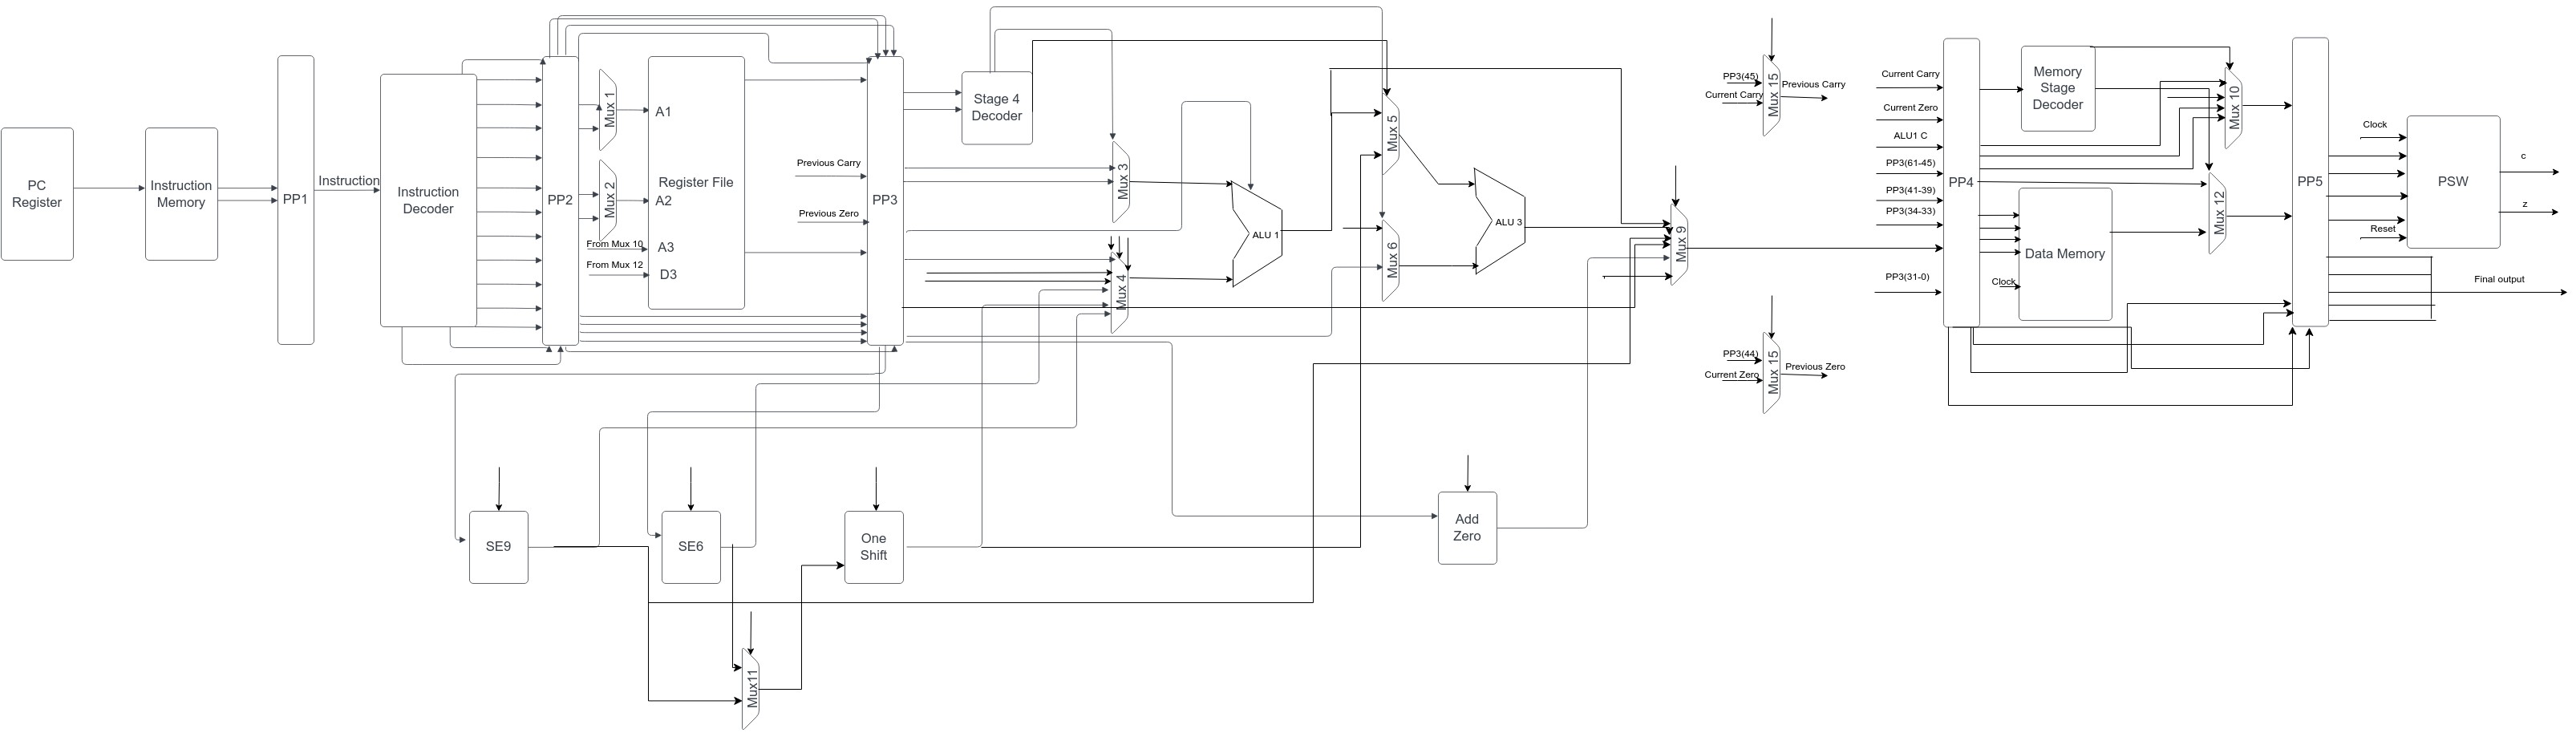 PC
Register
Instruction
Memory
PP1
Instruction
Instruction
Decoder
PP2
Mux 1
Mux 2
A1
Register File
A2
From Mux 10
A3
From Mux 12
D3
Previous Carry
Previous Zero
PP3
Stage 4
Decoder
Mux 3
Mux 4
ALU 1
Mux 5
Mux 6
ALU 3
Mux 9
SE9
SE6
One
Shift
Mux11
Add
Zero
PP3(45)
Current Carry
Mux 15
Previous Carry
PP3(44)
Current Zero
Mux 15
Previous Zero
Current Carry
Current Zero
ALU1 C
PP3(61-45)
PP3(41-39)
PP3(34-33)
PP3(31-0)
PP4
Memory
Stage
Decoder
Data Memory
Clock
Mux 10
Mux 12
PP5
Clock
Reset
PSW
c
z
Final output